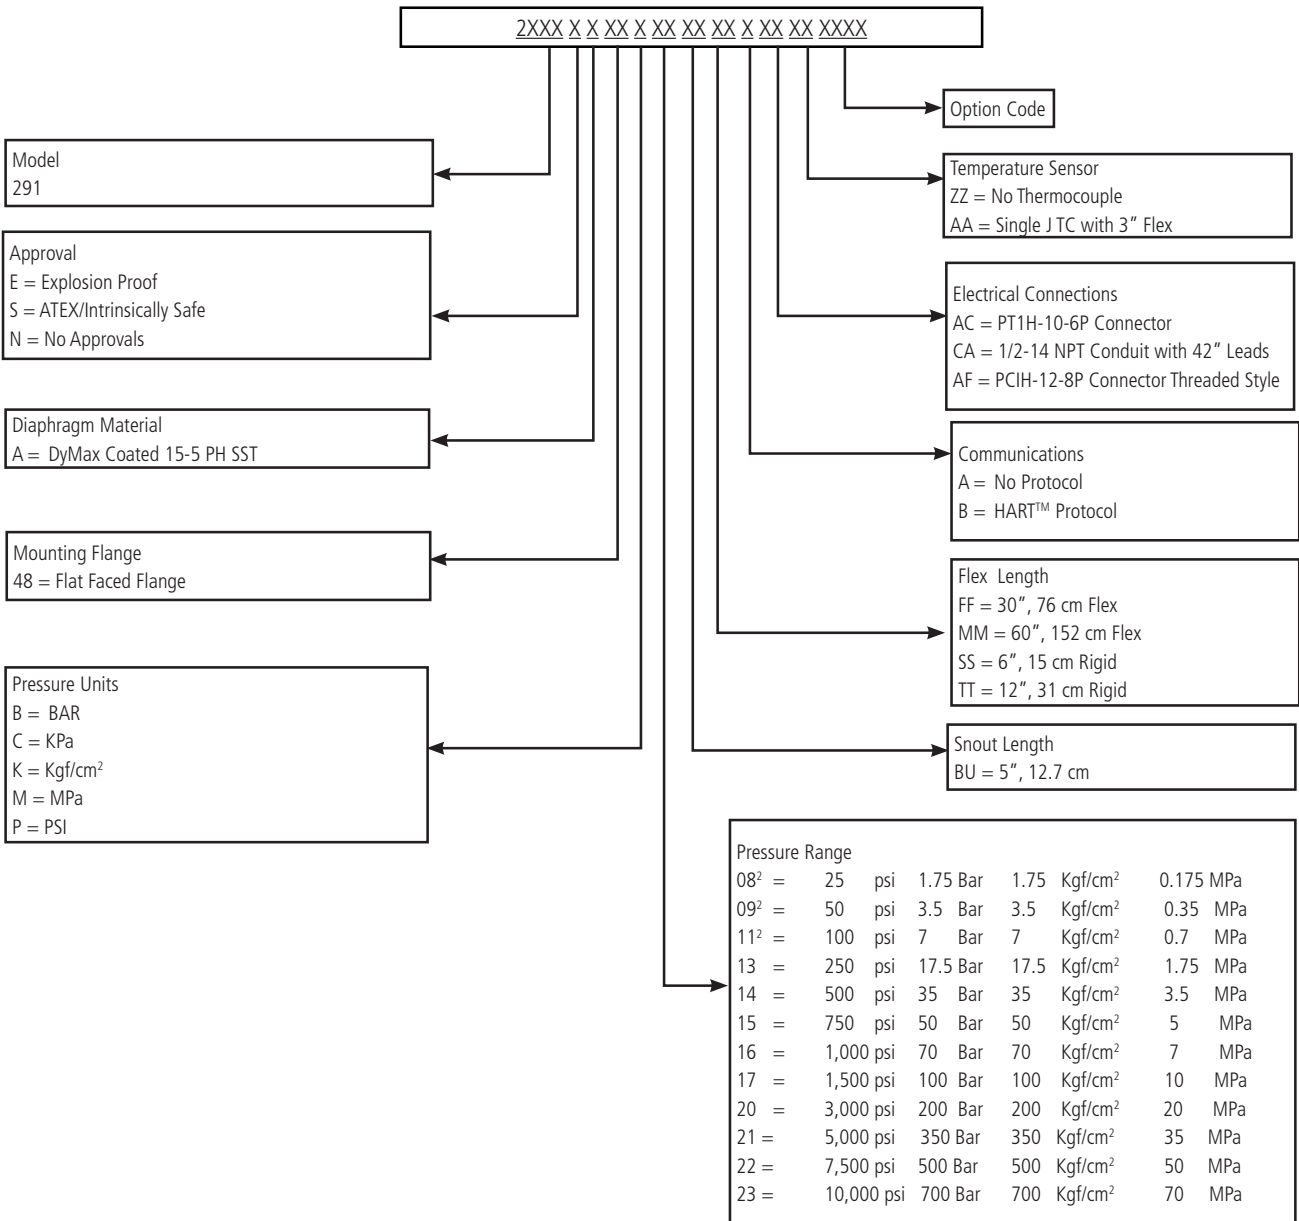 2XXX X X XX X XX XX XX X XX XX XXXX
Option Code
Model
291
Temperature Sensor
ZZ = No Thermocouple
AA = Single J TC with 3" Flex
Approval
E = Explosion Proof
S = ATEX/Intrinsically Safe
N = No Approvals
Electrical Connections
AC = PT1H-10-6P Connector
CA = 1/2-14 NPT Conduit with 42" Leads
AF = PCIH-12-8P Connector Threaded Style
Diaphragm Material
A = DyMax Coated 15-5 PH SST
Communications
A = No Protocol
B = HART™ Protocol
Mounting Flange
48 = Flat Faced Flange
Flex Length
FF = 30", 76 cm Flex
MM = 60", 152 cm Flex
SS = 6", 15 cm Rigid
TT = 12", 31 cm Rigid
Pressure Units
B = BAR
C = KPa
K = Kgf/cm²
M = MPa
P = PSI
Snout Length
BU = 5", 12.7 cm
Pressure Range
08² = 25 psi 1.75 Bar 1.75 Kgf/cm² 0.175 MPa
09² = 50 psi 3.5 Bar 3.5 Kgf/cm² 0.35 MPa
11² = 100 psi 7 Bar 7 Kgf/cm² 0.7 MPa
13 = 250 psi 17.5 Bar 17.5 Kgf/cm² 1.75 MPa
14 = 500 psi 35 Bar 35 Kgf/cm² 3.5 MPa
15 = 750 psi 50 Bar 50 Kgf/cm² 5 MPa
16 = 1,000 psi 70 Bar 70 Kgf/cm² 7 MPa
17 = 1,500 psi 100 Bar 100 Kgf/cm² 10 MPa
20 = 3,000 psi 200 Bar 200 Kgf/cm² 20 MPa
21 = 5,000 psi 350 Bar 350 Kgf/cm² 35 MPa
22 = 7,500 psi 500 Bar 500 Kgf/cm² 50 MPa
23 = 10,000 psi 700 Bar 700 Kgf/cm² 70 MPa